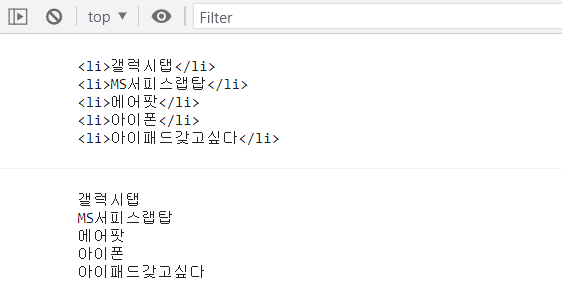 top ▼
Filter
<li>갤럭시탭</li>
<li>MS서피스랩탑</li>
<li>에어팟</li>
<li>아이폰</li>
<li>아이패드갖고싶다</li>
갤럭시탭
MS서피스랩탑
에어팟
아이폰
아이패드갖고싶다